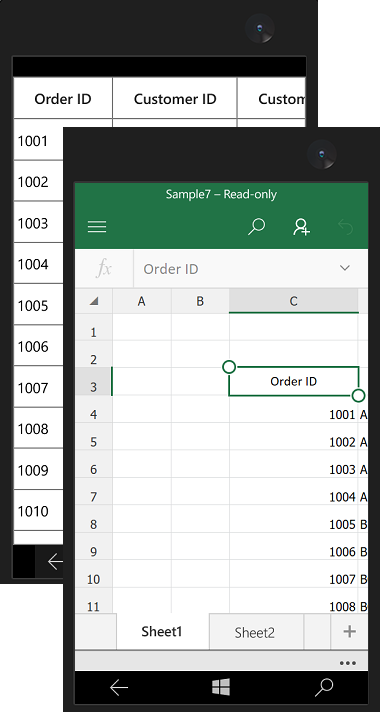 Order ID Customer ID Custom
1001
1002
1003
1004
1005
1006
1007
1008
1009
1010
Sample7 – Read-only
fx Order ID
A B C
1
2
3 Order ID
4 1001 A
5 1002 A
6 1003 A
7 1004 A
8 1005 B
9 1006 B
10 1007 B
11 1008 B
Sheet1 Sheet2 +